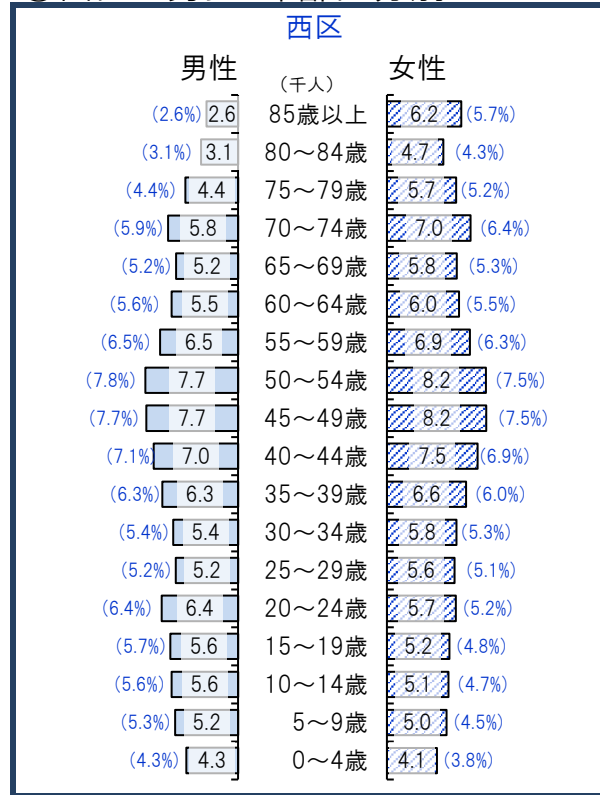 西区
男性 女性
(千人)
(2.6%) 2.6 85歳以上 6.2 (5.7%)
(3.1%) 3.1 80～84歳 4.7 (4.3%)
(4.4%) 4.4 75～79歳 5.7 (5.2%)
(5.9%) 5.8 70～74歳 7.0 (6.4%)
(5.2%) 5.2 65～69歳 5.8 (5.3%)
(5.6%) 5.5 60～64歳 6.0 (5.5%)
(6.5%) 6.5 55～59歳 6.9 (6.3%)
(7.8%) 7.7 50～54歳 8.2 (7.5%)
(7.7%) 7.7 45～49歳 8.2 (7.5%)
(7.1%) 7.0 40～44歳 7.5 (6.9%)
(6.3%) 6.3 35～39歳 6.6 (6.0%)
(5.4%) 5.4 30～34歳 5.8 (5.3%)
(5.2%) 5.2 25～29歳 5.6 (5.1%)
(6.4%) 6.4 20～24歳 5.7 (5.2%)
(5.7%) 5.6 15～19歳 5.2 (4.8%)
(5.6%) 5.6 10～14歳 5.1 (4.7%)
(5.3%) 5.2 5～9歳 5.0 (4.5%)
(4.3%) 4.3 0～4歳 4.1 (3.8%)